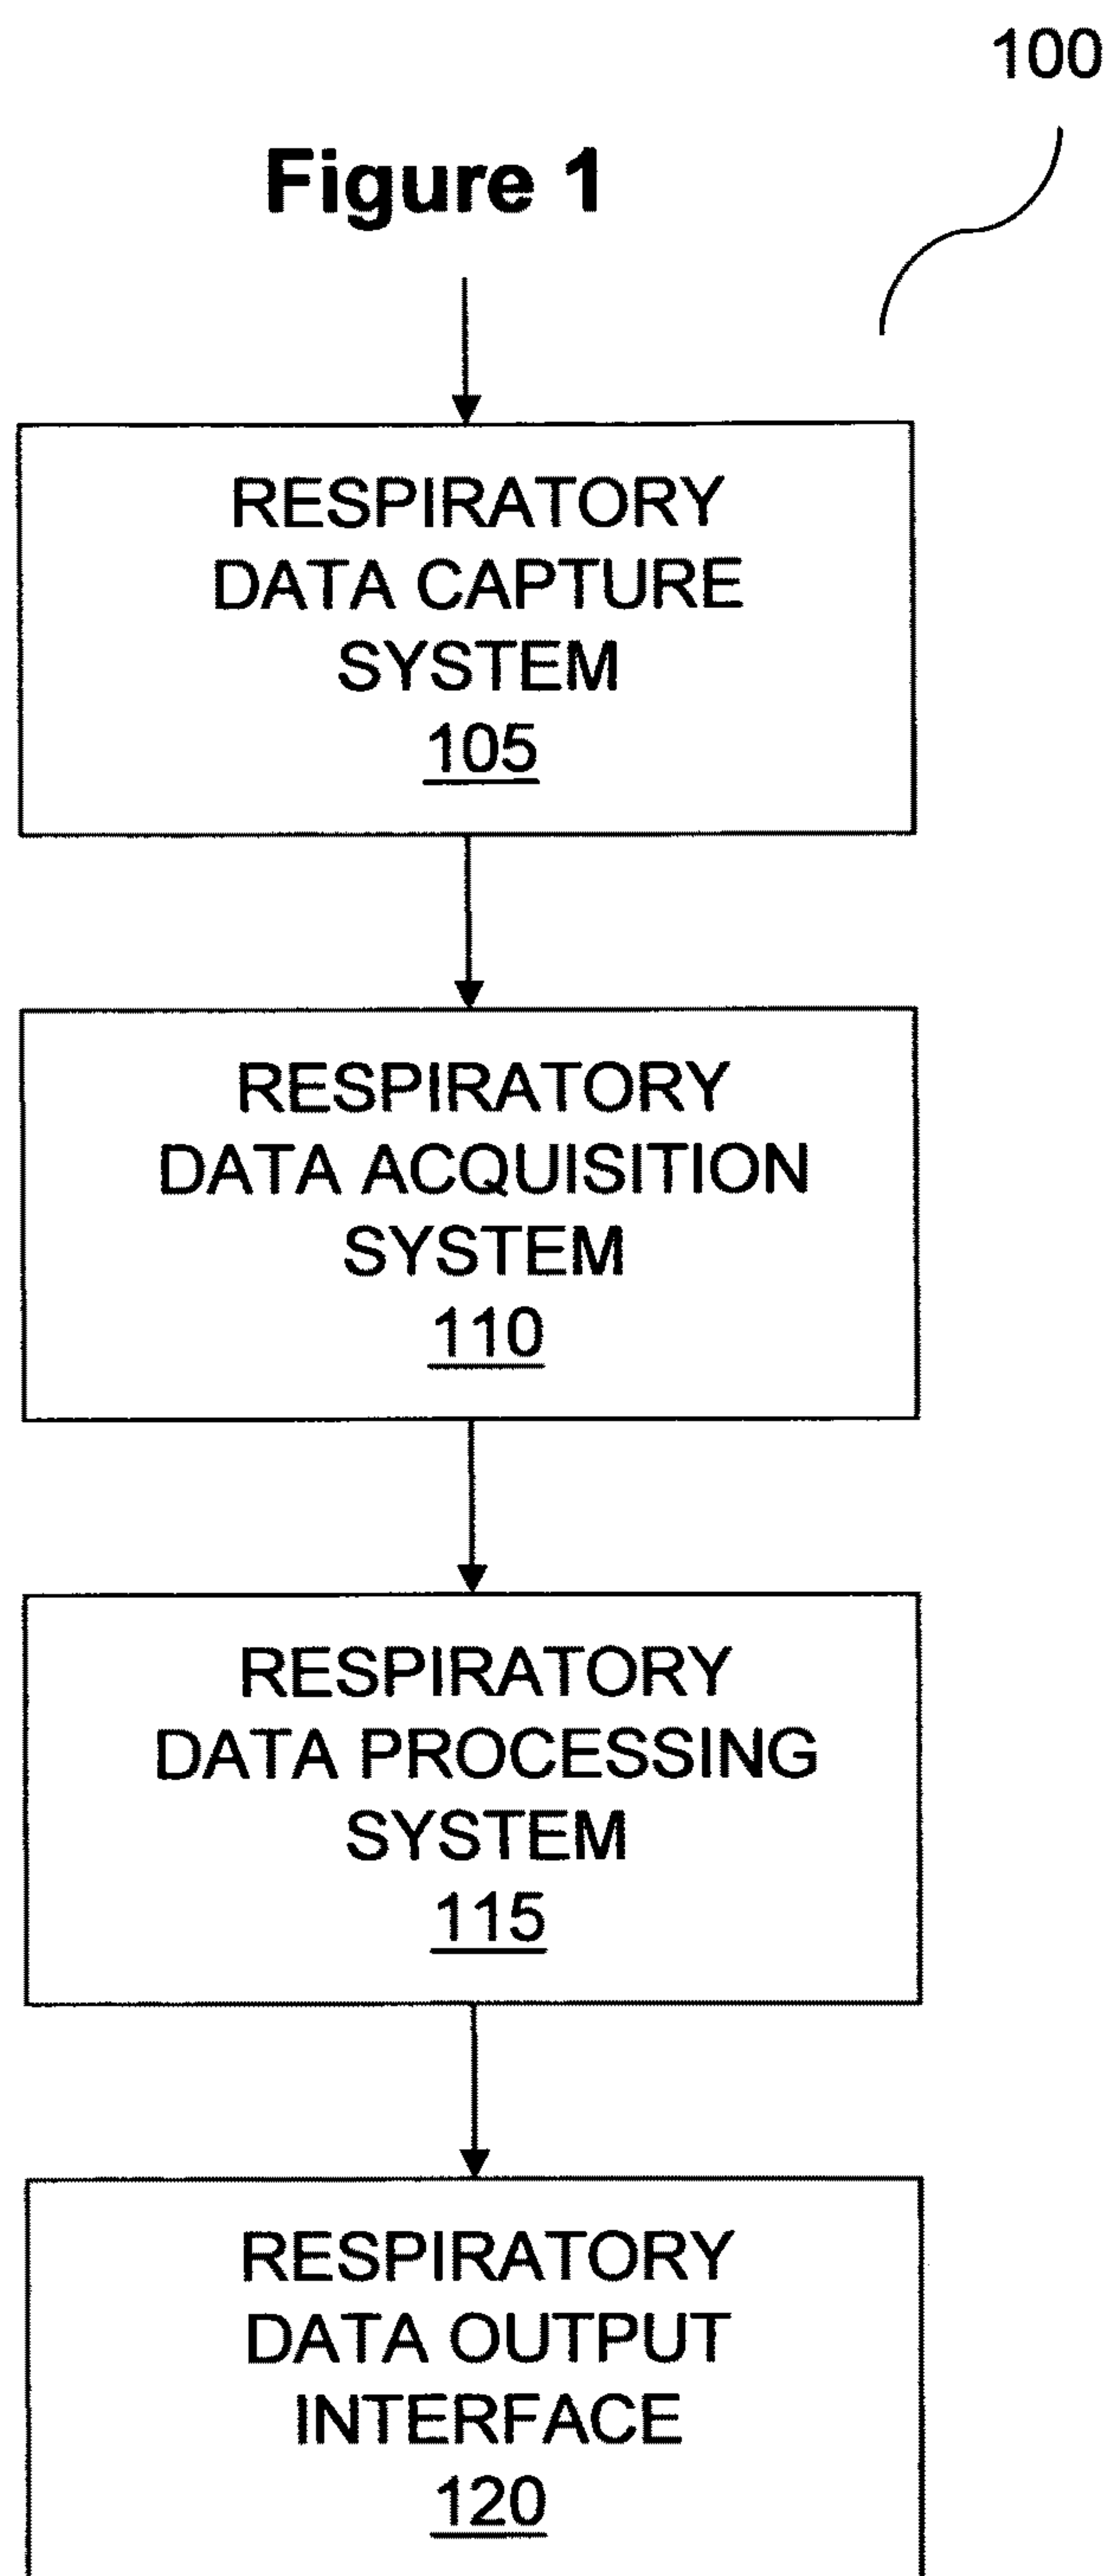 100
Figure 1
RESPIRATORY
DATA CAPTURE
SYSTEM
105
RESPIRATORY
DATA ACQUISITION
SYSTEM
110
RESPIRATORY
DATA PROCESSING
SYSTEM
115
RESPIRATORY
DATA OUTPUT
INTERFACE
120